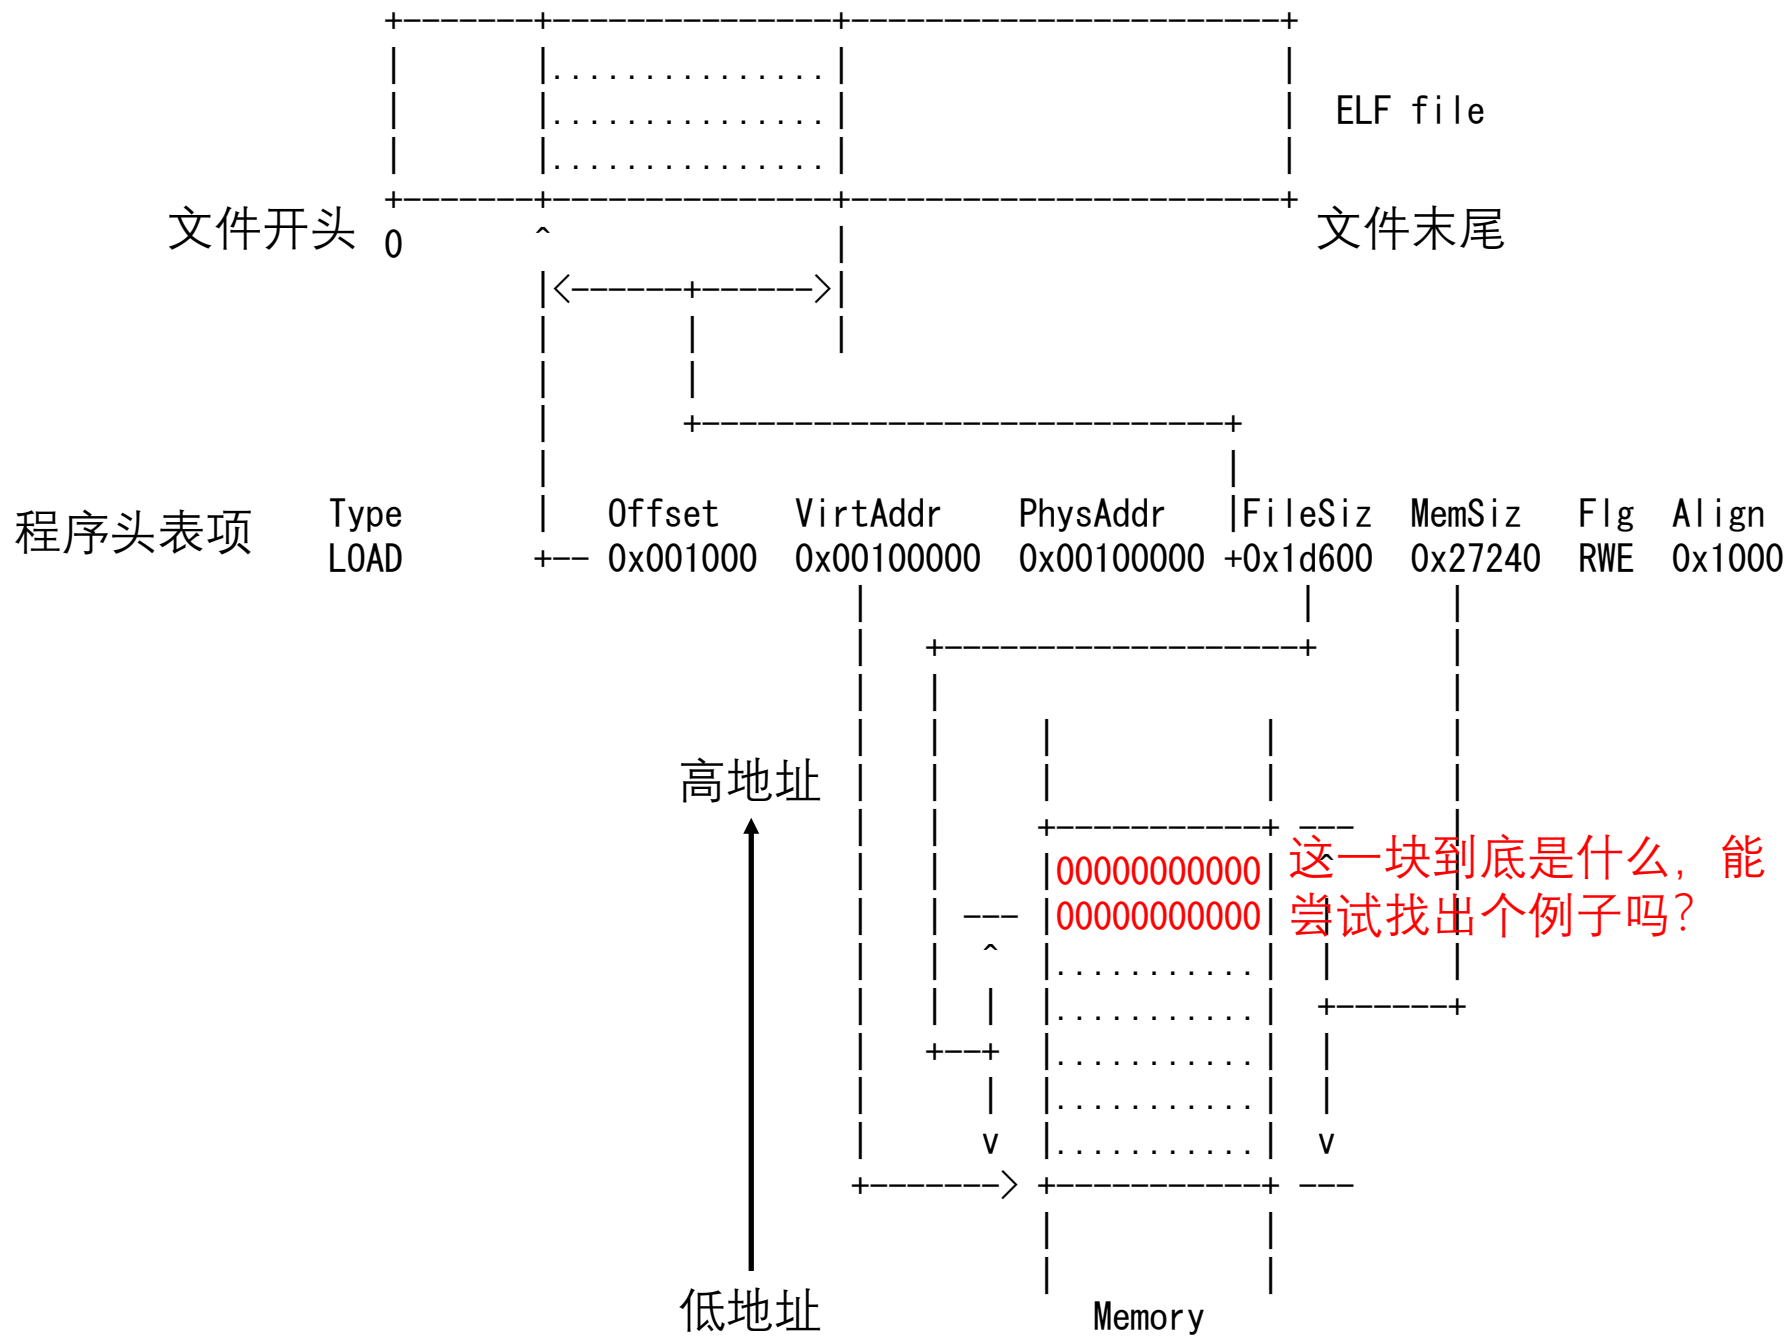 ELF file
文件开头 0 文件末尾
程序头表项
Type Offset VirtAddr PhysAddr FileSiz MemSiz Flg Align
LOAD 0x001000 0x00100000 0x00100000 +0x1d600 0x27240 RWE 0x1000
高地址
00000000000
00000000000
这一块到底是什么，能
尝试找出个例子吗？
低地址
Memory